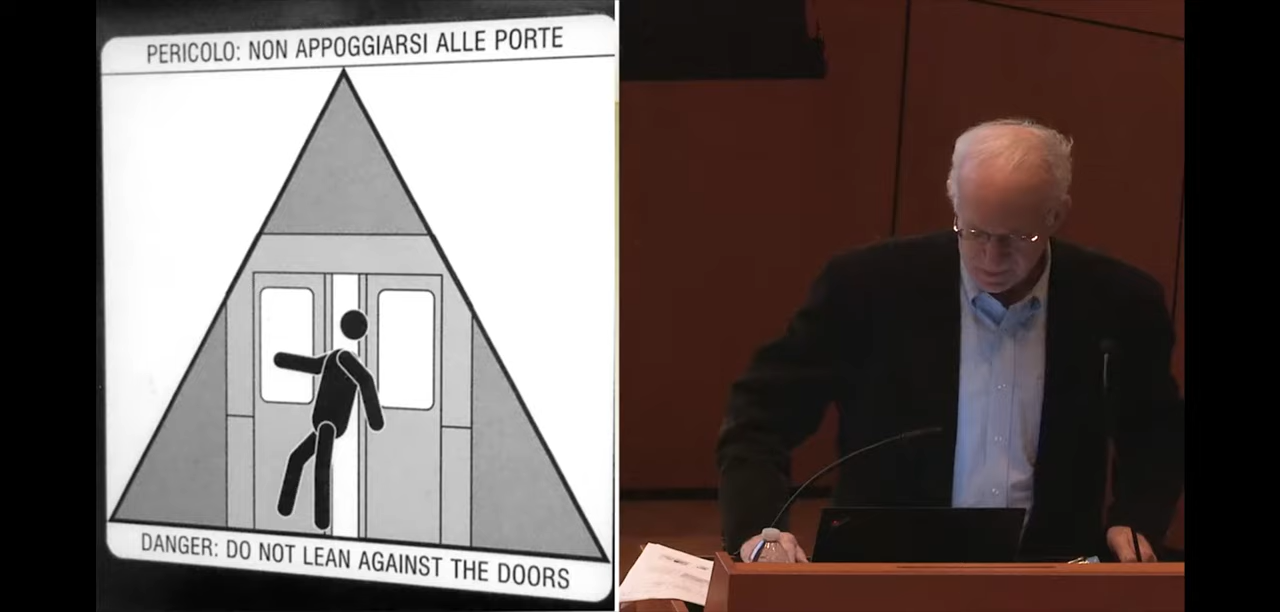 PERICOLO: NON APPOGGIARSI ALLE PORTE
DANGER: DO NOT LEAN AGAINST THE DOORS